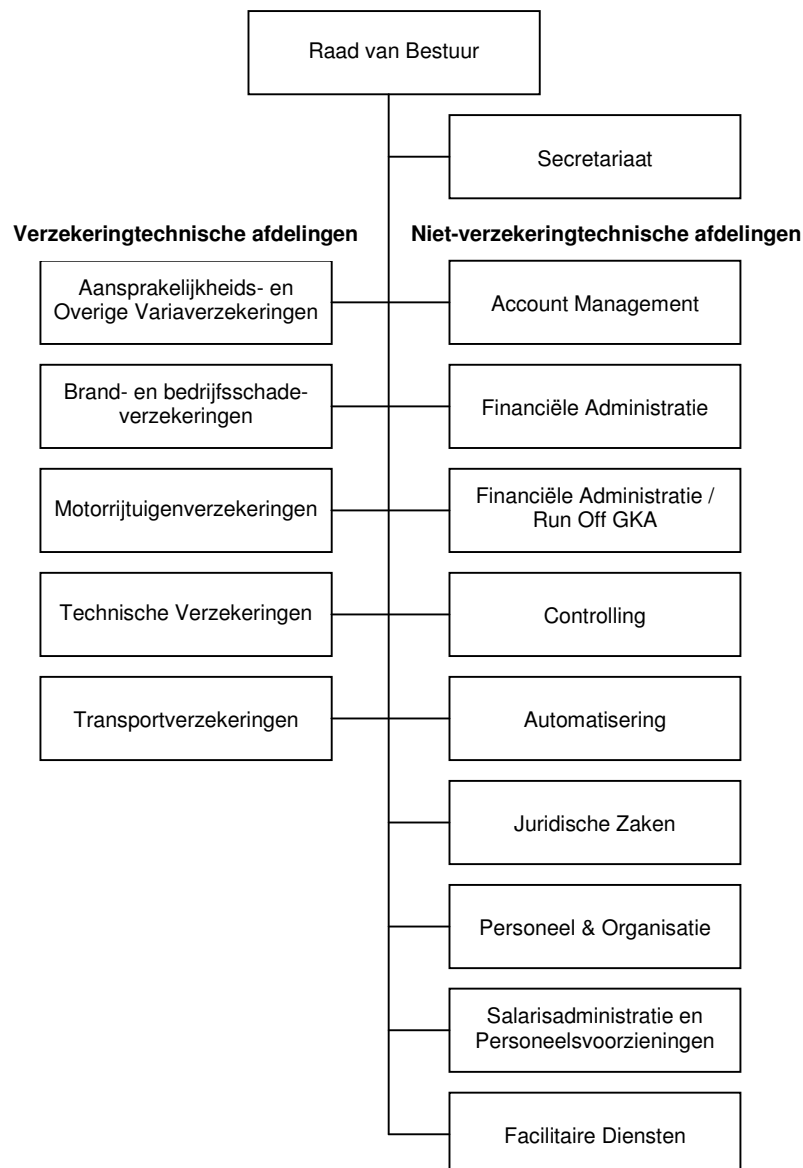 Raad van Bestuur
Secretariaat
Verzekeringtechnische afdelingen
Niet-verzekeringtechnische afdelingen
Aansprakelijkheids- en
Overige Variaverzekeringen
Account Management
Brand- en bedrijfsschade-
verzekeringen
Financiële Administratie
Motorrijtuigenverzekeringen
Financiële Administratie /
Run Off GKA
Technische Verzekeringen
Controlling
Transportverzekeringen
Automatisering
Juridische Zaken
Personeel & Organisatie
Salarisadministratie en
Personeelsvoorzieningen
Facilitaire Diensten